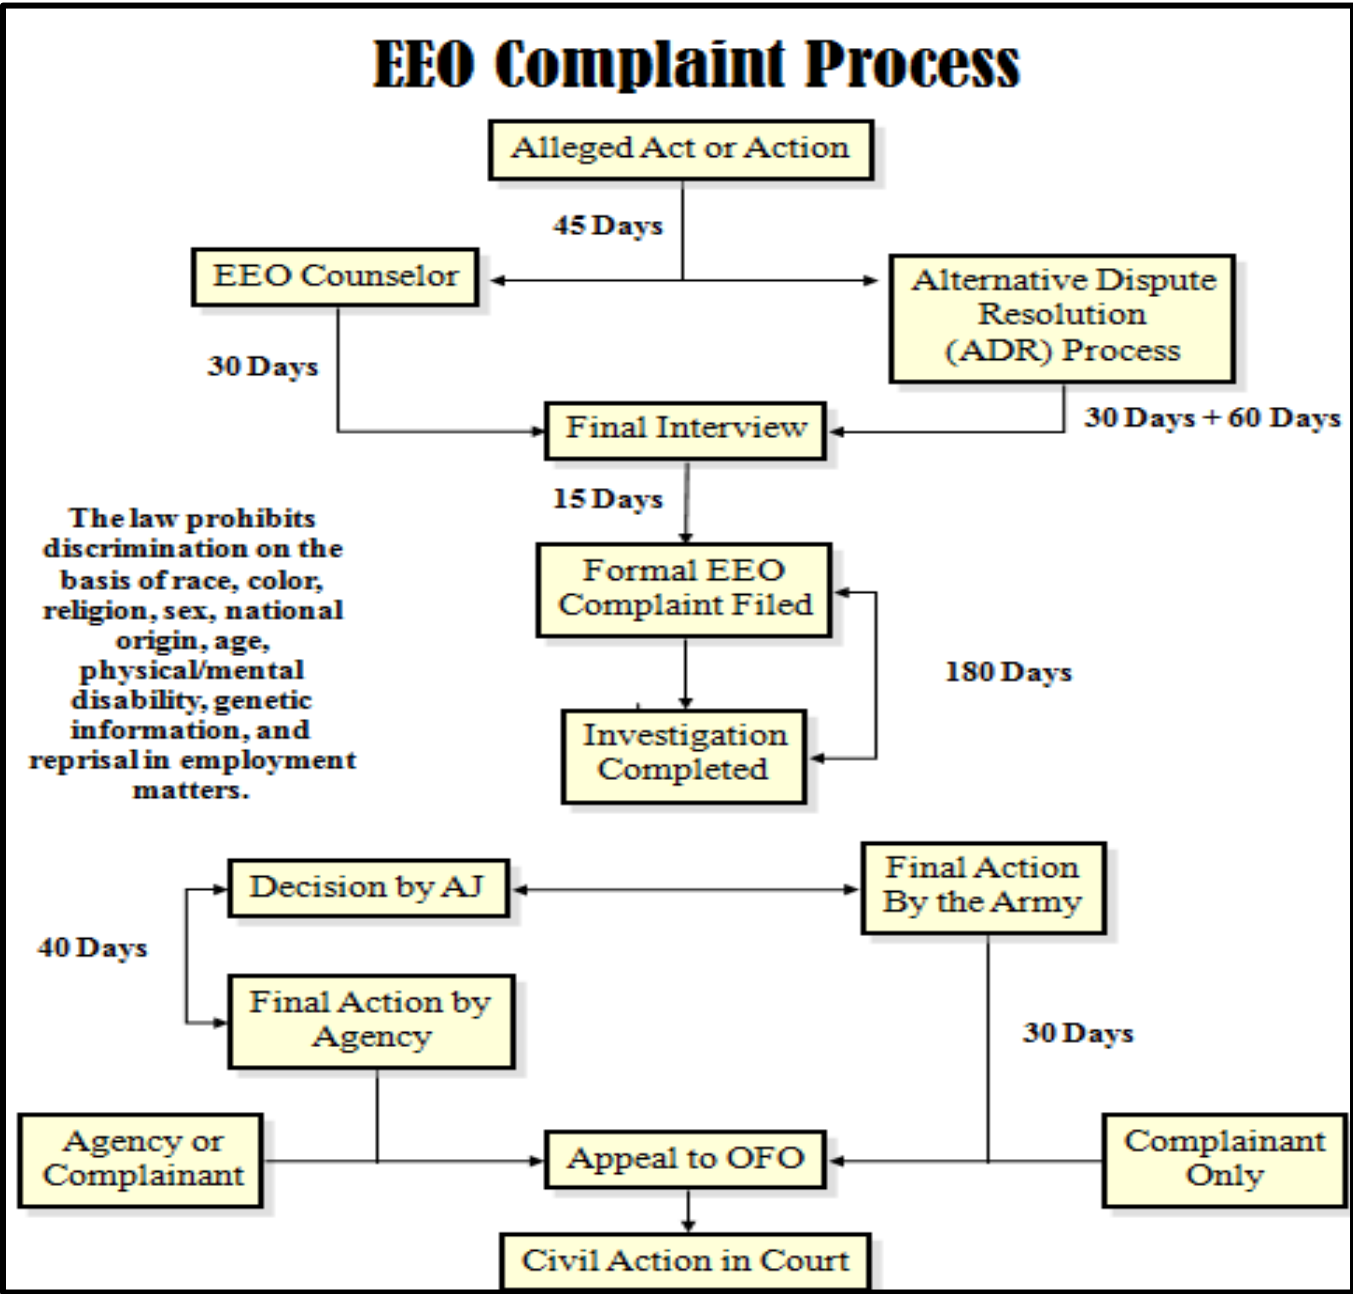 EEO Complaint Process
Alleged Act or Action
45 Days
EEO Counselor
Alternative Dispute
Resolution
(ADR) Process
30 Days
30 Days + 60 Days
Final Interview
15 Days
The law prohibits
discrimination on the
basis of race, color,
religion, sex, national
origin, age,
physical/mental
disability, genetic
information, and
reprisal in employment
matters.
Formal EEO
Complaint Filed
180 Days
Investigation
Completed
Decision by AJ
Final Action
By the Army
40 Days
Final Action by
Agency
30 Days
Agency or
Complainant
Appeal to OFO
Complainant
Only
Civil Action in Court